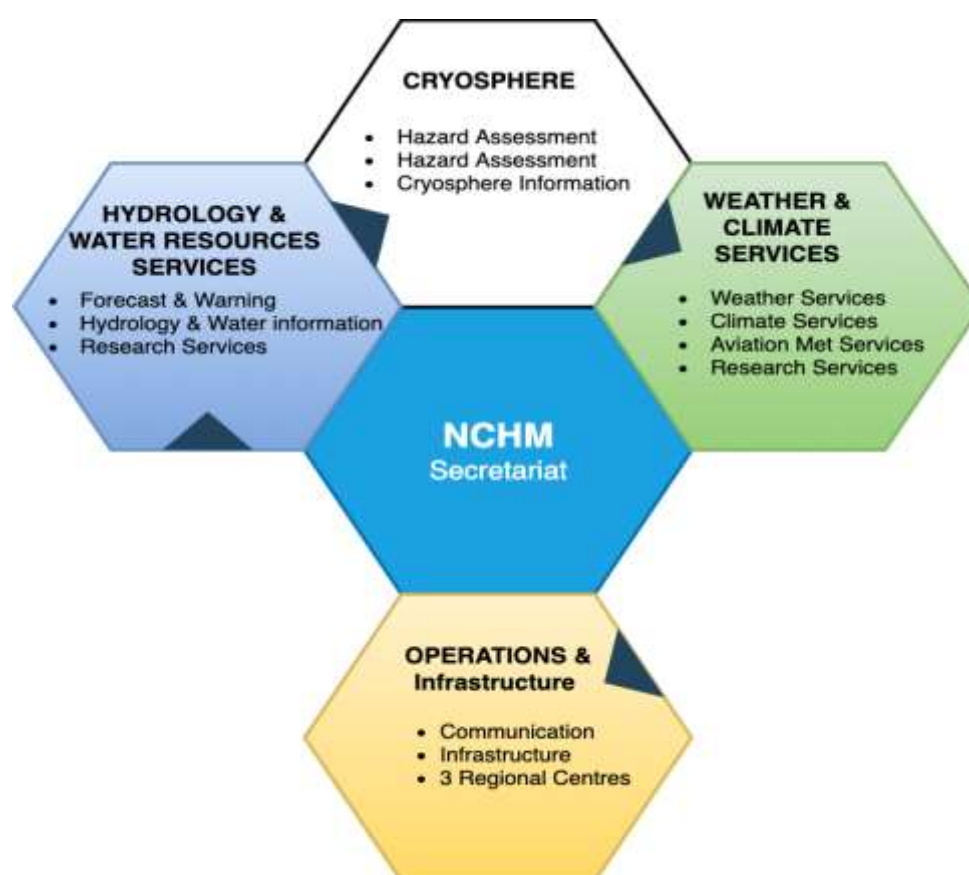 CRYOSPHERE
• Hazard Assessment
• Hazard Assessment
• Cryosphere Information
HYDROLOGY &
WATER RESOURCES
SERVICES
• Forecast & Warning
• Hydrology & Water information
• Research Services
WEATHER &
CLIMATE
SERVICES
• Weather Services
• Climate Services
• Aviation Met Services
• Research Services
NCHM
Secretariat
OPERATIONS &
Infrastructure
• Communication
• Infrastructure
• 3 Regional Centres